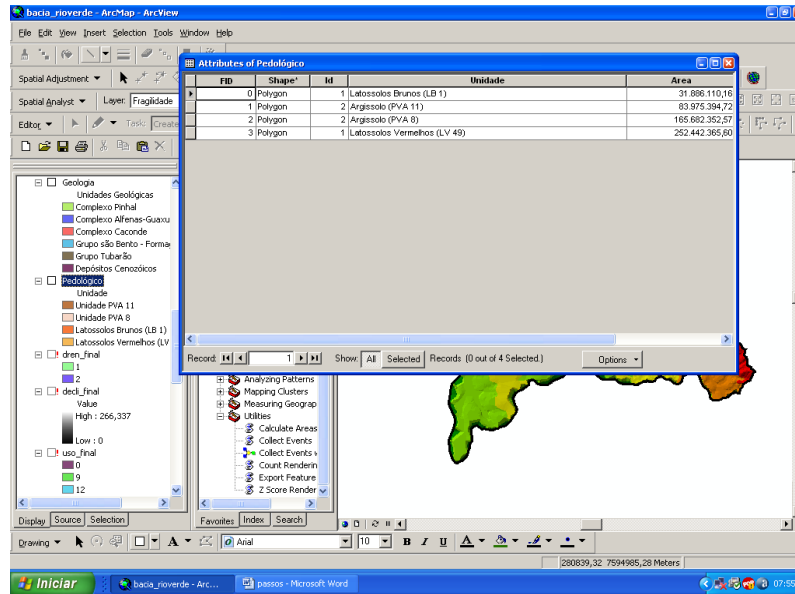 bacia_rioverde - ArcMap - ArcView
File Edit View Insert Selection Tools Window Help
Spatial Adjustment
Spatial Analyst Layer: Fragilidade
Editor Task: Create
Attributes of Pedológico
FID Shape* Id Unidade Area
0 Polygon 1 Latossolos Brunos (LB 1) 31.886.110,16
1 Polygon 2 Argissolo (PVA 11) 83.975.394,72
2 Polygon 2 Argissolo (PVA 8) 165.682.352,57
3 Polygon 1 Latossolos Vermelhos (LV 49) 252.442.365,60
Record: 1 Show: All Selected Records (0 out of 4 Selected.) Options
Geologia
Unidades Geológicas
Complexo Pinhal
Complexo Alfenas-Guaxu
Complexo Caconde
Grupo são Bento - Forma
Grupo Tubarão
Depósitos Cenozóicos
Pedológico
Unidade
Unidade PVA 11
Unidade PVA 8
Latossolos Brunos (LB 1)
Latossolos Vermelhos (LV
dren_final
1
2
decli_final
Value
High : 266,337
Low : 0
uso_final
0
9
12
Display Source Selection
Analyzing Patterns
Mapping Clusters
Measuring Geograp
Utilities
Calculate Areas
Collect Events
Collect Events w
Count Renderin
Export Feature
Z Score Render
Favorites Index Search
Drawing A Arial 10 B I U A
280839,32 7594985,28 Meters
Iniciar bacia_rioverde - Arc... passos - Microsoft Word 07:55